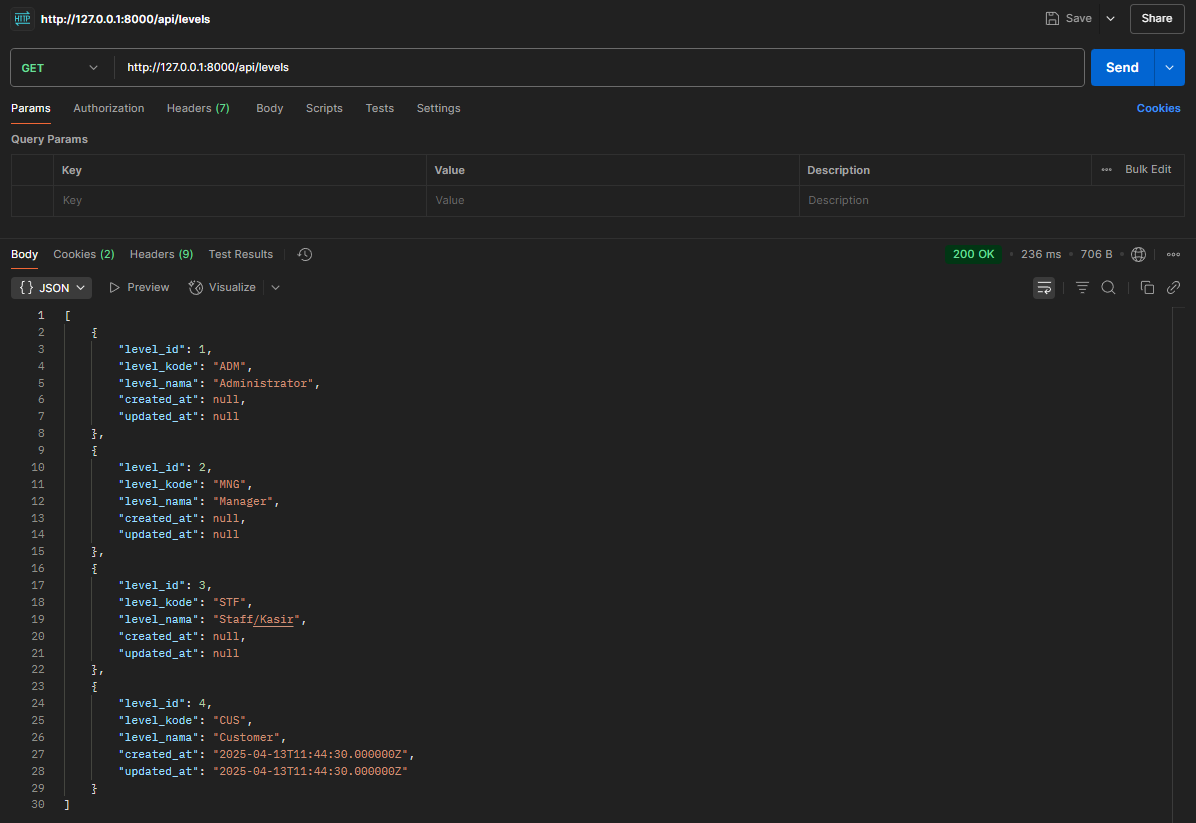 HTTP http://127.0.0.1:8000/api/levels Save Share
GET http://127.0.0.1:8000/api/levels Send
Params Authorization Headers (7) Body Scripts Tests Settings Cookies
Query Params
Key Value Description Bulk Edit
Key Value Description
Body Cookies (2) Headers (9) Test Results 200 OK 236 ms 706 B
{} JSON Preview Visualize
1 [
2 {
3 "level_id": 1,
4 "level_kode": "ADM",
5 "level_nama": "Administrator",
6 "created_at": null,
7 "updated_at": null
8 },
9 {
10 "level_id": 2,
11 "level_kode": "MNG",
12 "level_nama": "Manager",
13 "created_at": null,
14 "updated_at": null
15 },
16 {
17 "level_id": 3,
18 "level_kode": "STF",
19 "level_nama": "Staff/Kasir",
20 "created_at": null,
21 "updated_at": null
22 },
23 {
24 "level_id": 4,
25 "level_kode": "CUS",
26 "level_nama": "Customer",
27 "created_at": "2025-04-13T11:44:30.000000Z",
28 "updated_at": "2025-04-13T11:44:30.000000Z"
29 }
30 ]